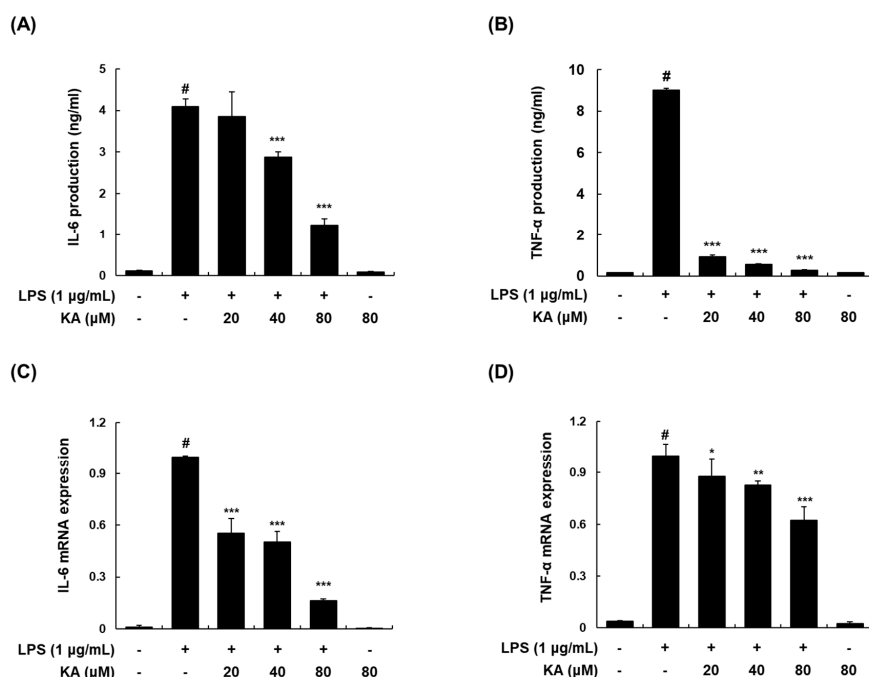 (A)
IL-6 production (ng/ml)
5
4
3
2
1
0
#
***
***
LPS (1 µg/mL) - + + + + -
KA (µM) - - 20 40 80 80
(B)
TNF-α production (ng/ml)
10
8
6
4
2
0
#
***
***
***
LPS (1 µg/mL) - + + + + -
KA (µM) - - 20 40 80 80
(C)
IL-6 mRNA expression
1.2
0.9
0.6
0.3
0
#
***
***
***
LPS (1 µg/mL) - + + + + -
KA (µM) - - 20 40 80 80
(D)
TNF-α mRNA expression
1.2
0.9
0.6
0.3
0
#
*
**
***
LPS (1 µg/mL) - + + + + -
KA (µM) - - 20 40 80 80